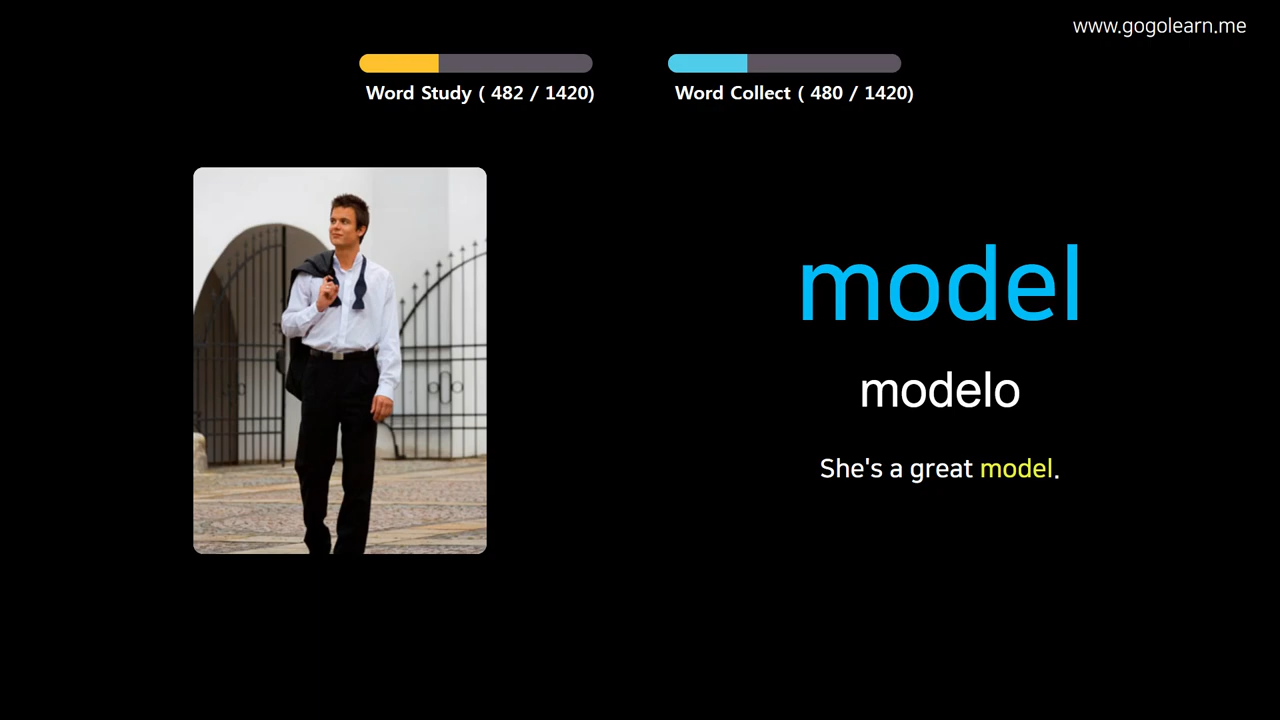 www.gogolearn.me
Word Study ( 482 / 1420)
Word Collect ( 480 / 1420)
model
modelo
She's a great model.